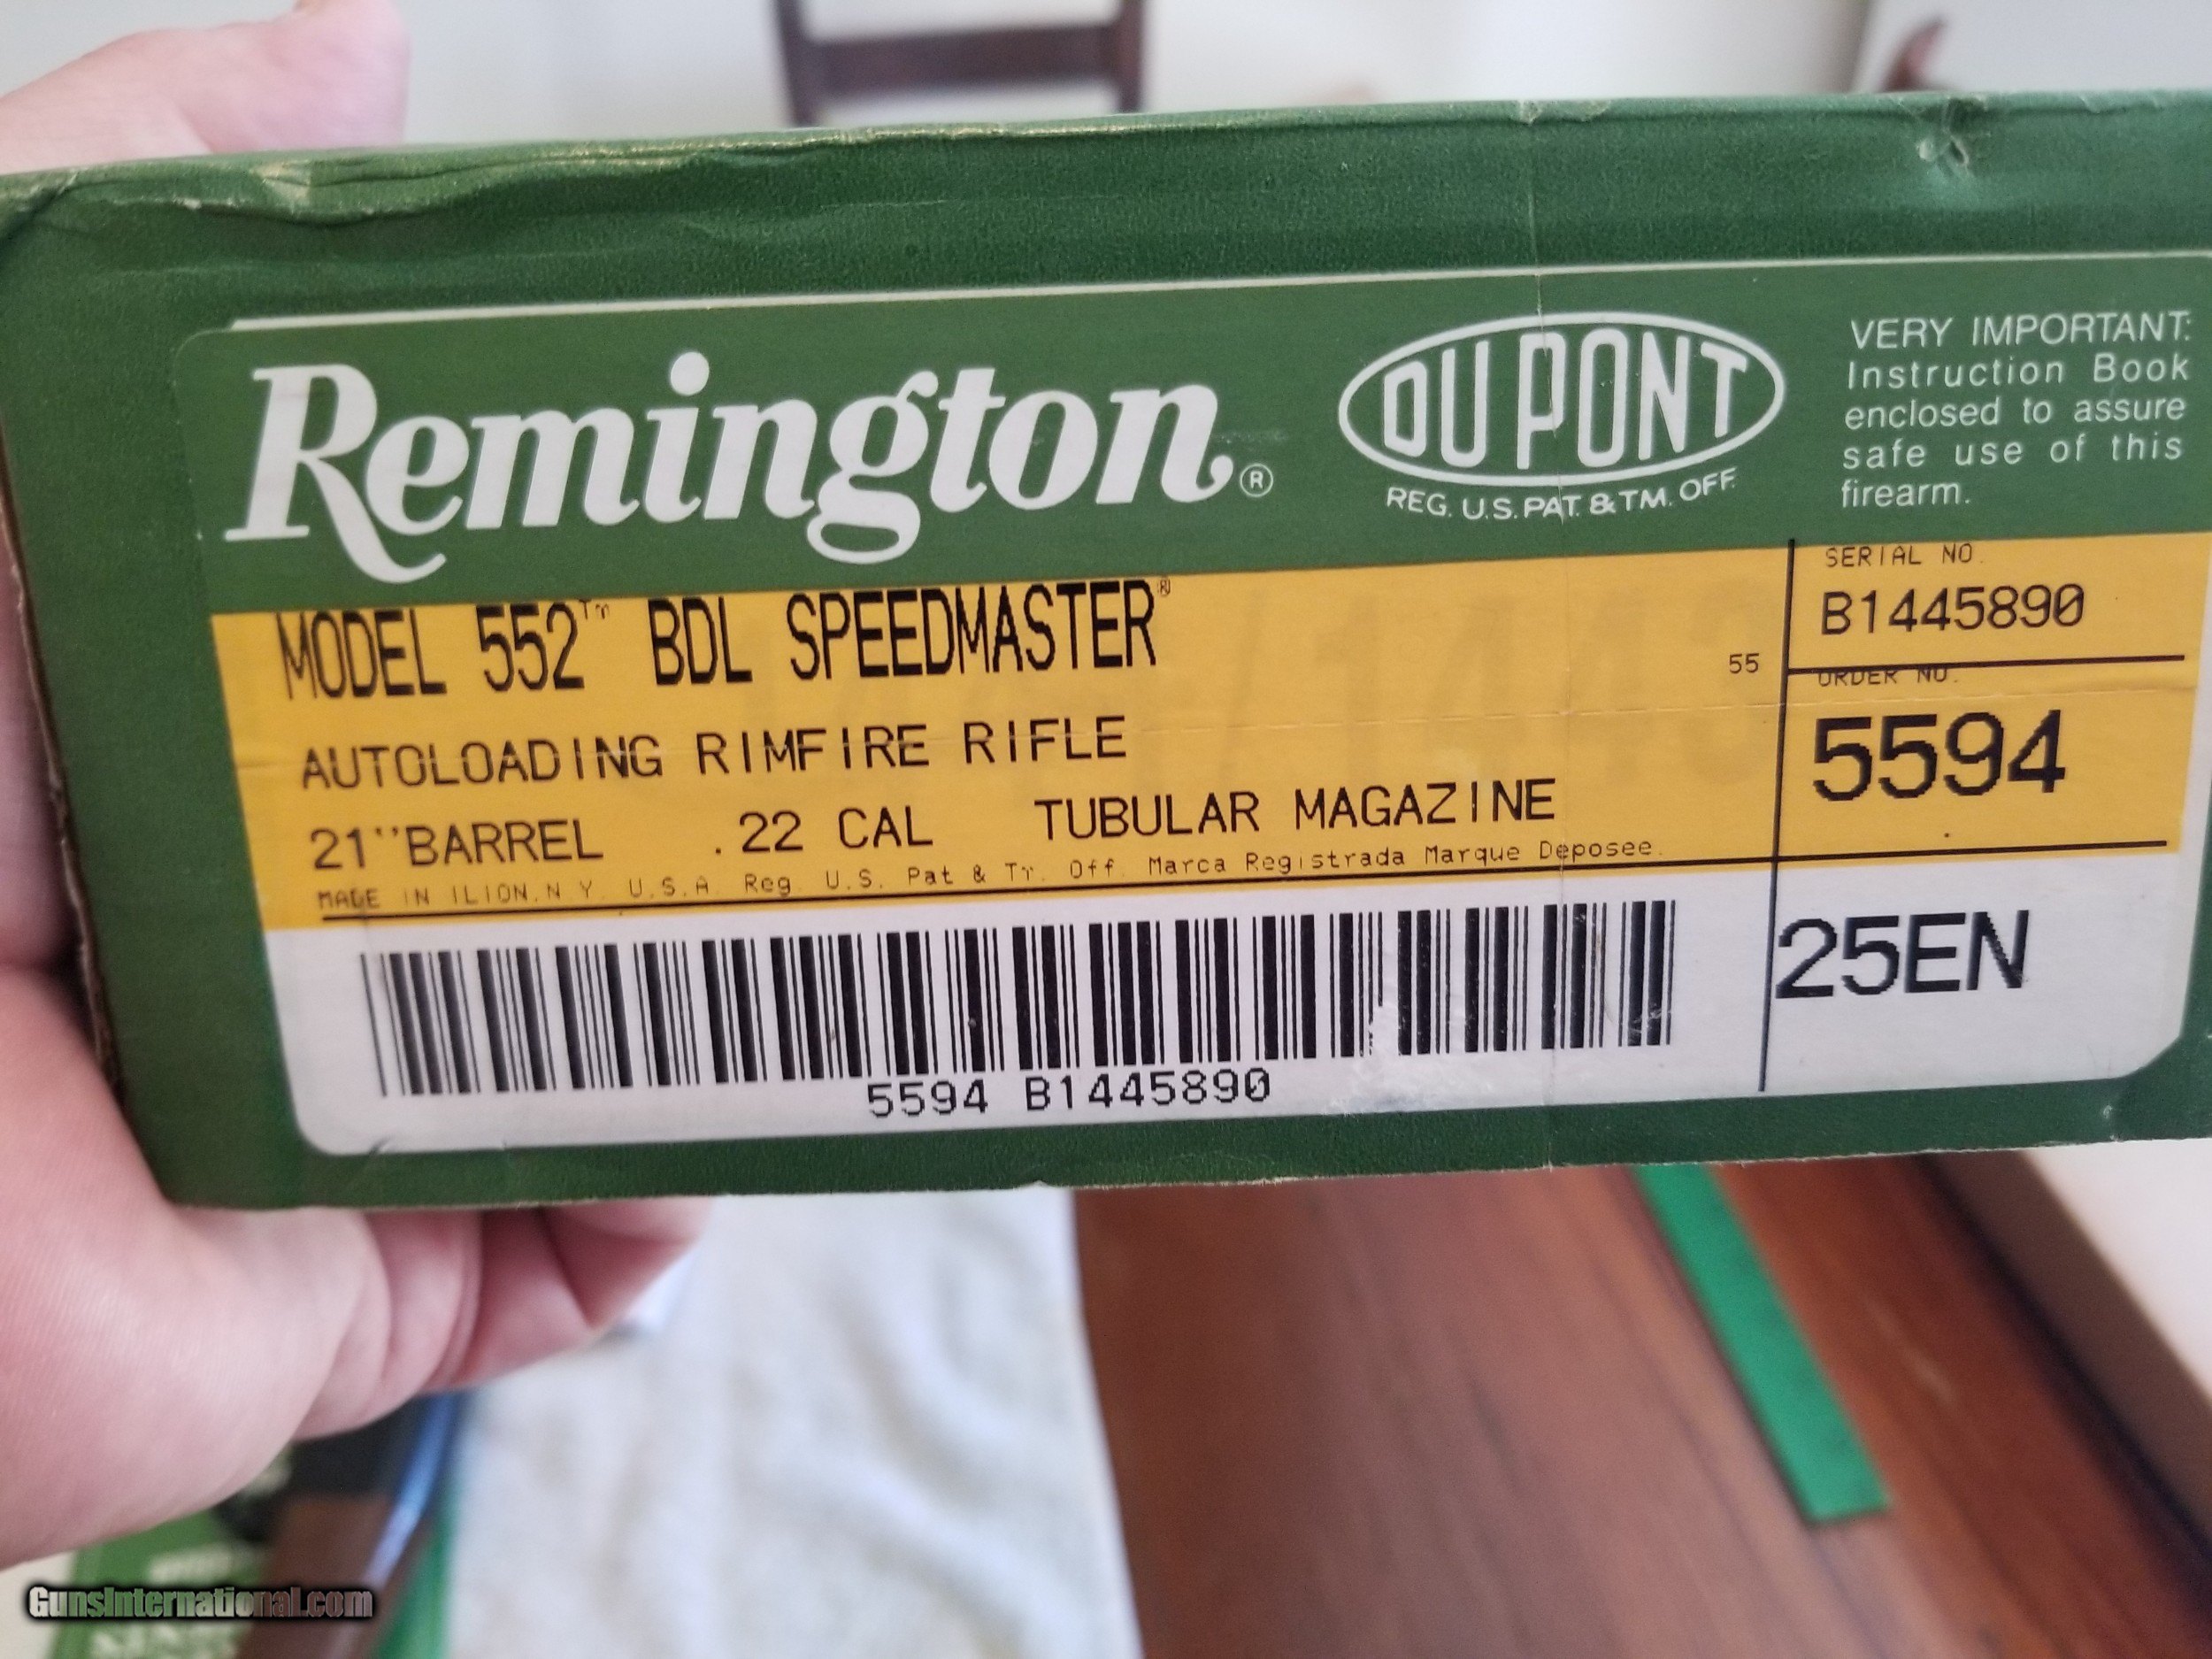 Remington®
DU PONT
REG. U.S. PAT. & TM. OFF.
VERY IMPORTANT:
Instruction Book
enclosed to assure
safe use of this
firearm.
MODEL 552™ BDL SPEEDMASTER®
55
AUTOLOADING RIMFIRE RIFLE
21" BARREL .22 CAL TUBULAR MAGAZINE
MADE IN ILION, N.Y. U.S.A. Reg. U.S. Pat & Tm. Off. Marca Registrada Marque Deposee.
SERIAL NO.
B1445890
ORDER NO.
5594
25EN
5594 B1445890
GunsInternational.com